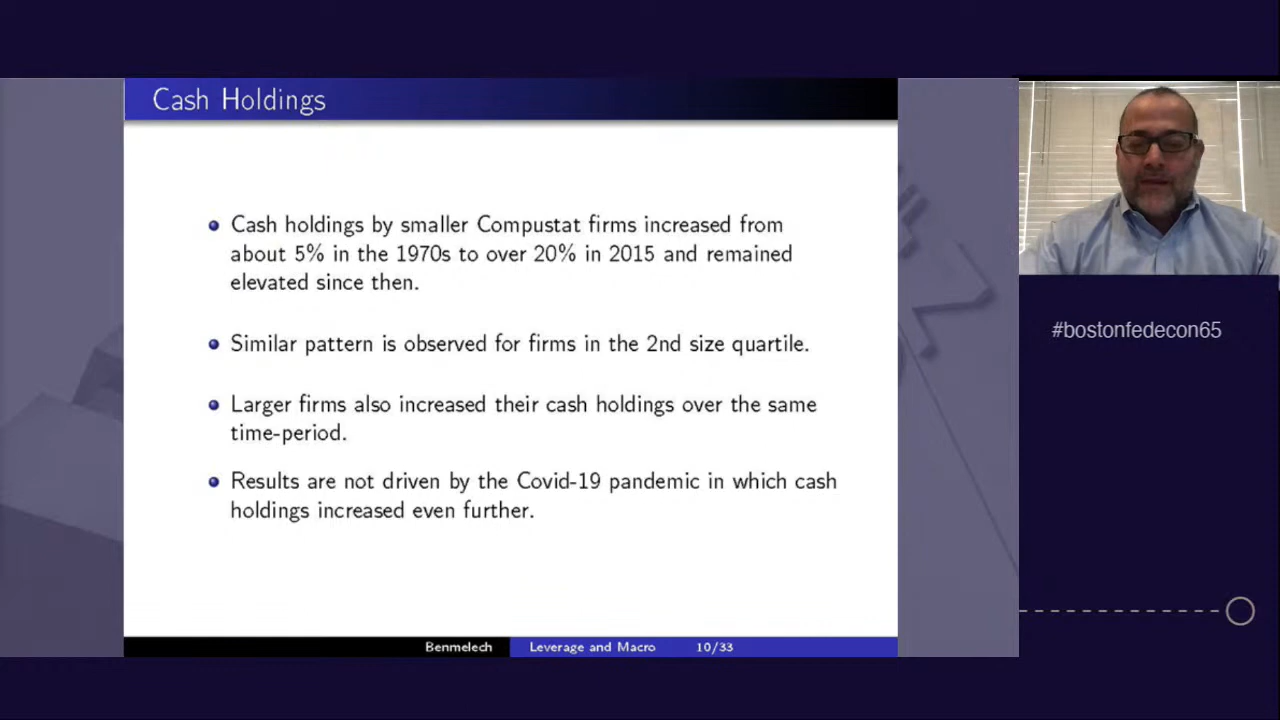 Cash Holdings
Cash holdings by smaller Compustat firms increased from
about 5% in the 1970s to over 20% in 2015 and remained
elevated since then.
Similar pattern is observed for firms in the 2nd size quartile.
Larger firms also increased their cash holdings over the same
time-period.
Results are not driven by the Covid-19 pandemic in which cash
holdings increased even further.
Benmelech Leverage and Macro 10/33
#bostonfedecon65